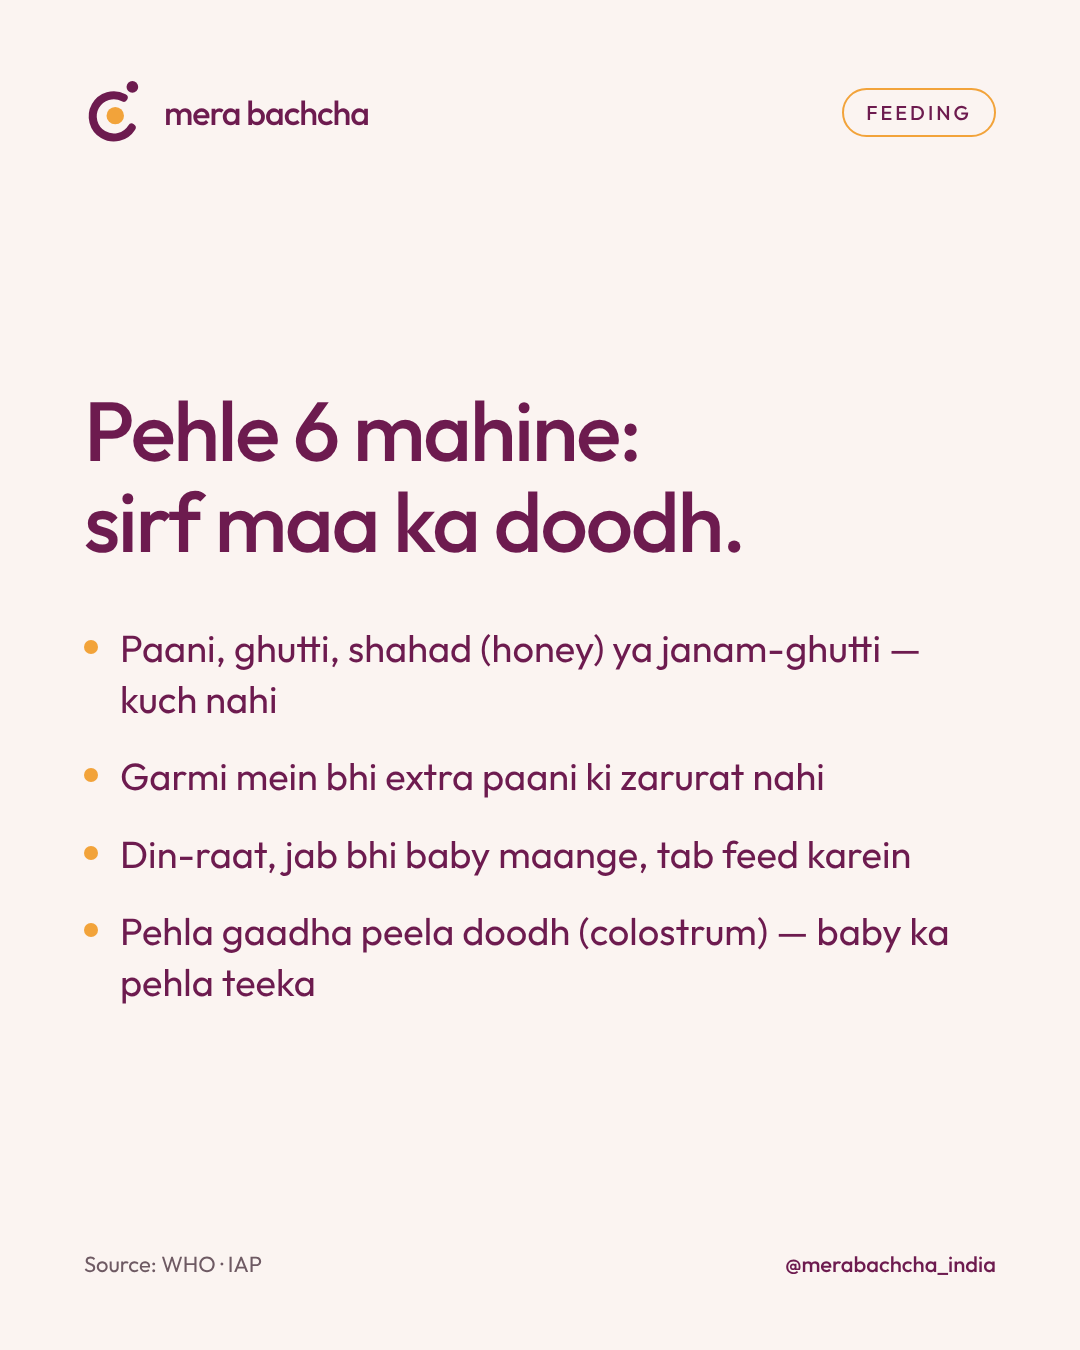 mera bachcha
FEEDING
Pehle 6 mahine:
sirf maa ka doodh.
Paani, ghutti, shahad (honey) ya janam-ghutti —
kuch nahi
Garmi mein bhi extra paani ki zarurat nahi
Din-raat, jab bhi baby maange, tab feed karein
Pehla gaadha peela doodh (colostrum) — baby ka
pehla teeka
Source: WHO · IAP
@merabachcha_india